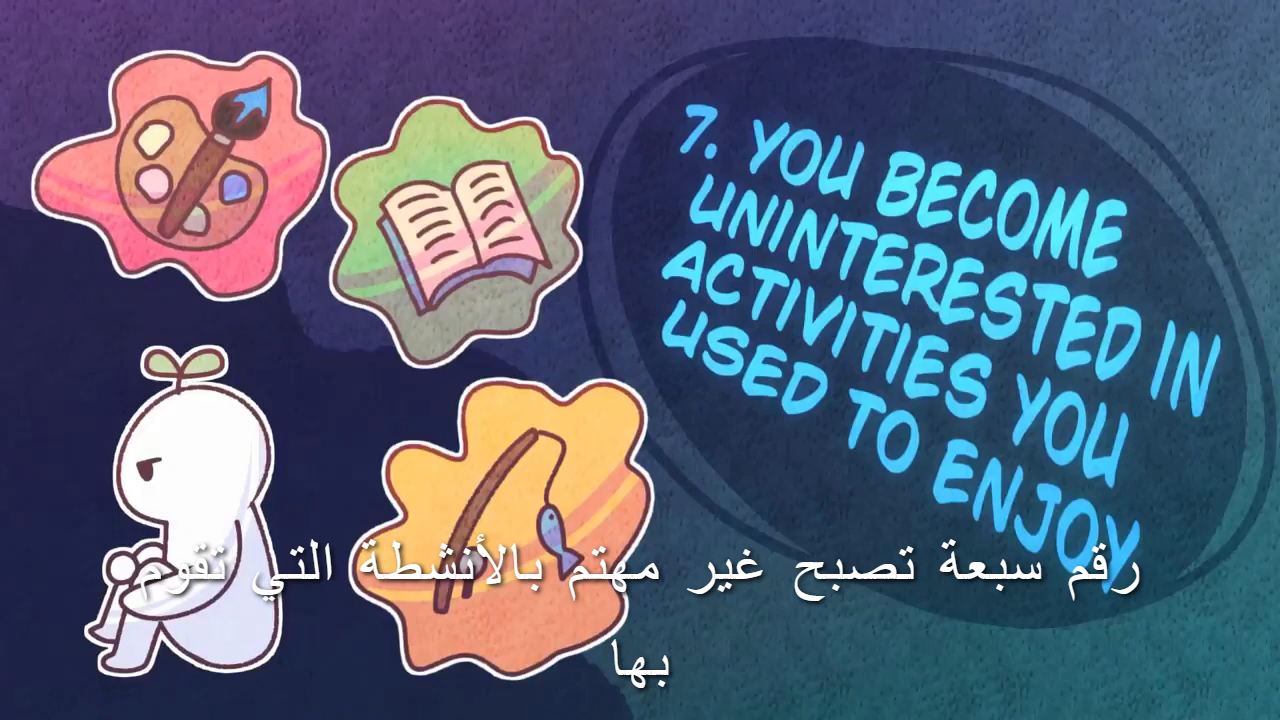 7. YOU BECOME
UNINTERESTED IN
ACTIVITIES YOU
USED TO ENJOY
رقم سبعة تصبح غير مهتم بالأنشطة التي تقوم
بها